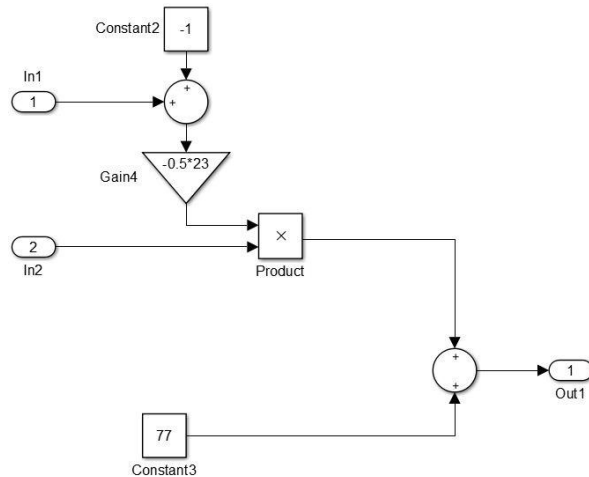 Constant2
-1
In1
1
+
+
-0.5*23
Gain4
2
In2
×
Product
+
+
1
Out1
77
Constant3